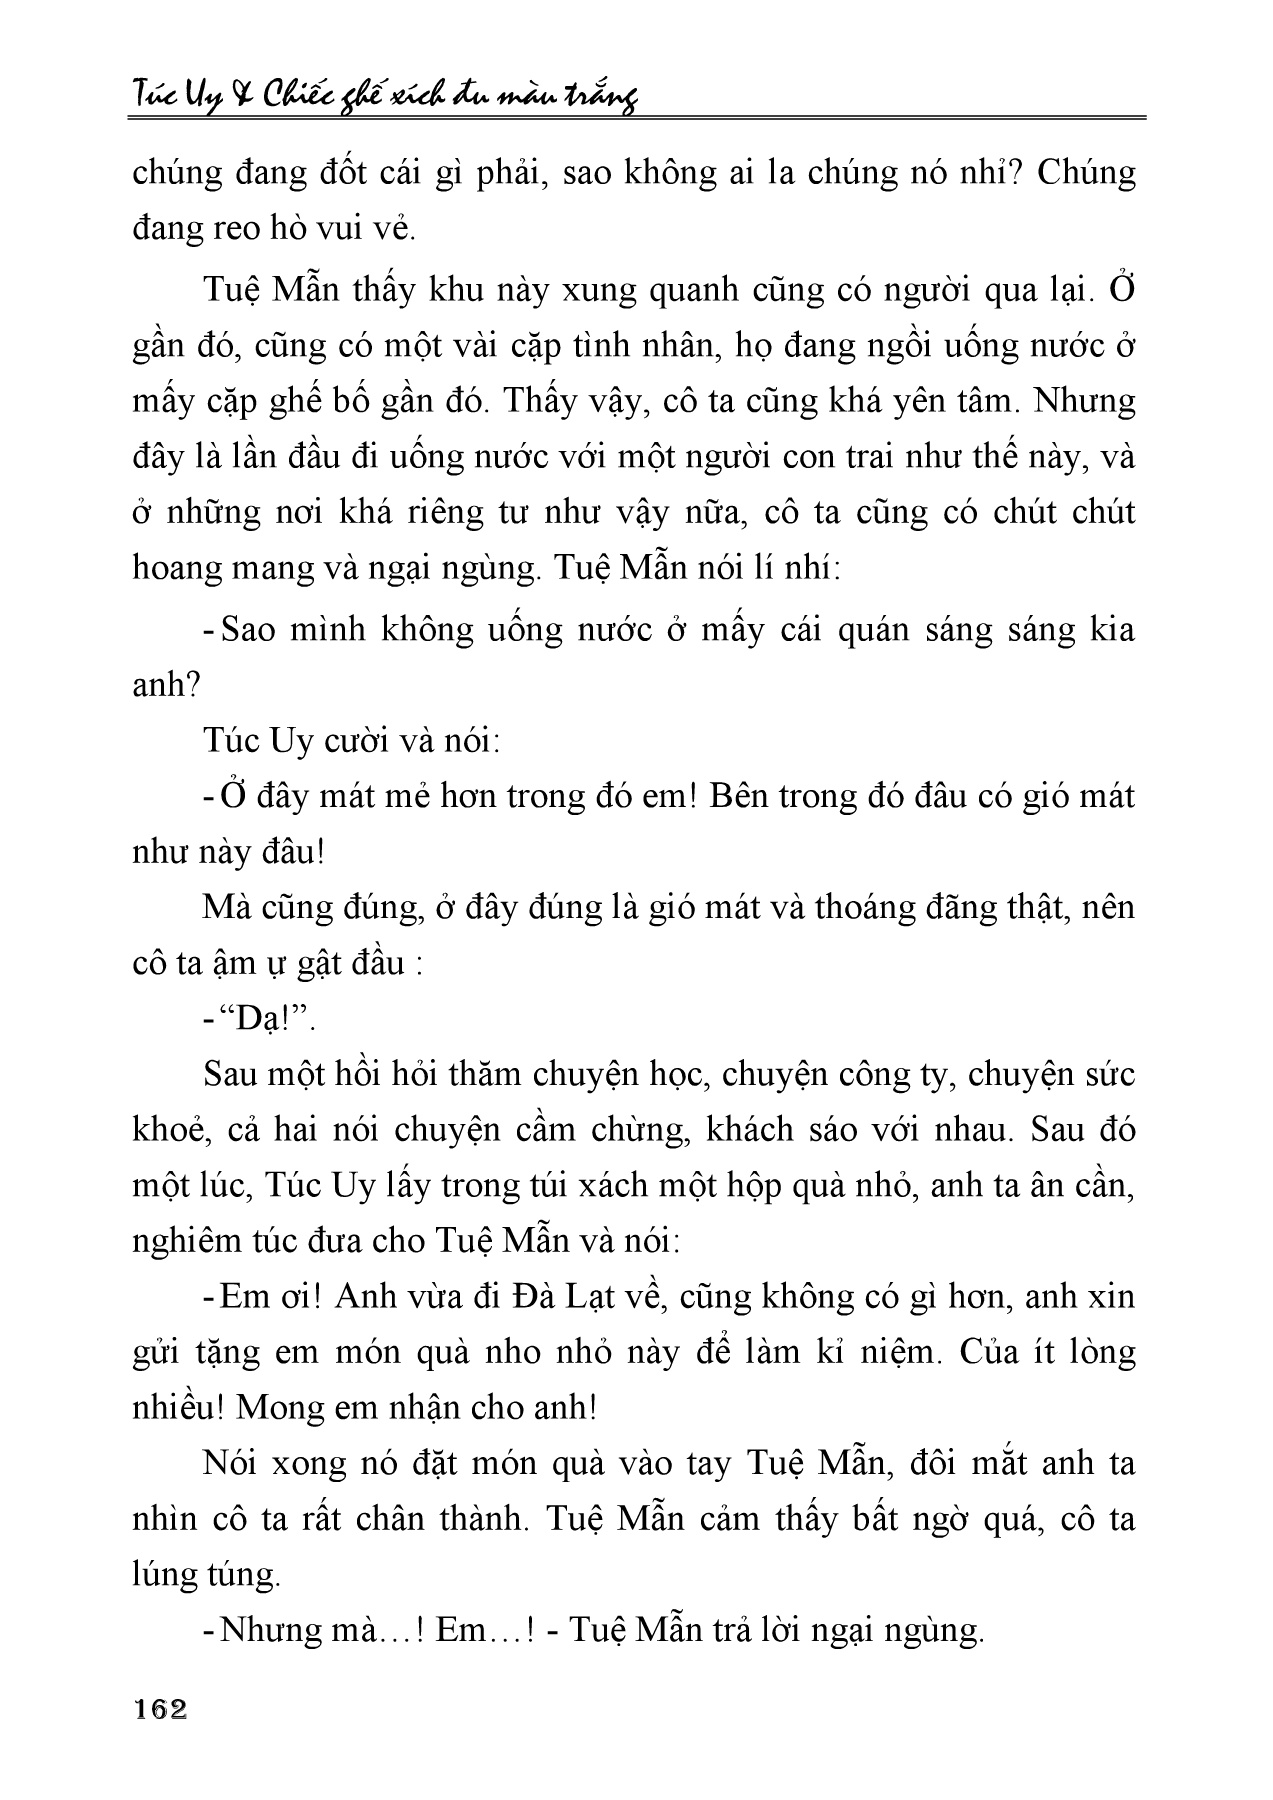 Túc Uy & Chiếc ghế xích đu màu trắng
chúng đang đốt cái gì phải, sao không ai la chúng nó nhỉ? Chúng
đang reo hò vui vẻ.
Tuệ Mẫn thấy khu này xung quanh cũng có người qua lại. Ở
gần đó, cũng có một vài cặp tình nhân, họ đang ngồi uống nước ở
mấy cặp ghế bố gần đó. Thấy vậy, cô ta cũng khá yên tâm. Nhưng
đây là lần đầu đi uống nước với một người con trai như thế này, và
ở những nơi khá riêng tư như vậy nữa, cô ta cũng có chút chút
hoang mang và ngại ngùng. Tuệ Mẫn nói lí nhí:
- Sao mình không uống nước ở mấy cái quán sáng sáng kia
anh?
Túc Uy cười và nói:
- Ở đây mát mẻ hơn trong đó em! Bên trong đó đâu có gió mát
như này đâu!
Mà cũng đúng, ở đây đúng là gió mát và thoáng đãng thật, nên
cô ta ậm ự gật đầu :
- “Dạ!”.
Sau một hồi hỏi thăm chuyện học, chuyện công ty, chuyện sức
khoẻ, cả hai nói chuyện cầm chừng, khách sáo với nhau. Sau đó
một lúc, Túc Uy lấy trong túi xách một hộp quà nhỏ, anh ta ân cần,
nghiêm túc đưa cho Tuệ Mẫn và nói:
- Em ơi! Anh vừa đi Đà Lạt về, cũng không có gì hơn, anh xin
gửi tặng em món quà nho nhỏ này để làm kỉ niệm. Của ít lòng
nhiều! Mong em nhận cho anh!
Nói xong nó đặt món quà vào tay Tuệ Mẫn, đôi mắt anh ta
nhìn cô ta rất chân thành. Tuệ Mẫn cảm thấy bất ngờ quá, cô ta
lúng túng.
- Nhưng mà…! Em…! - Tuệ Mẫn trả lời ngại ngùng.
162